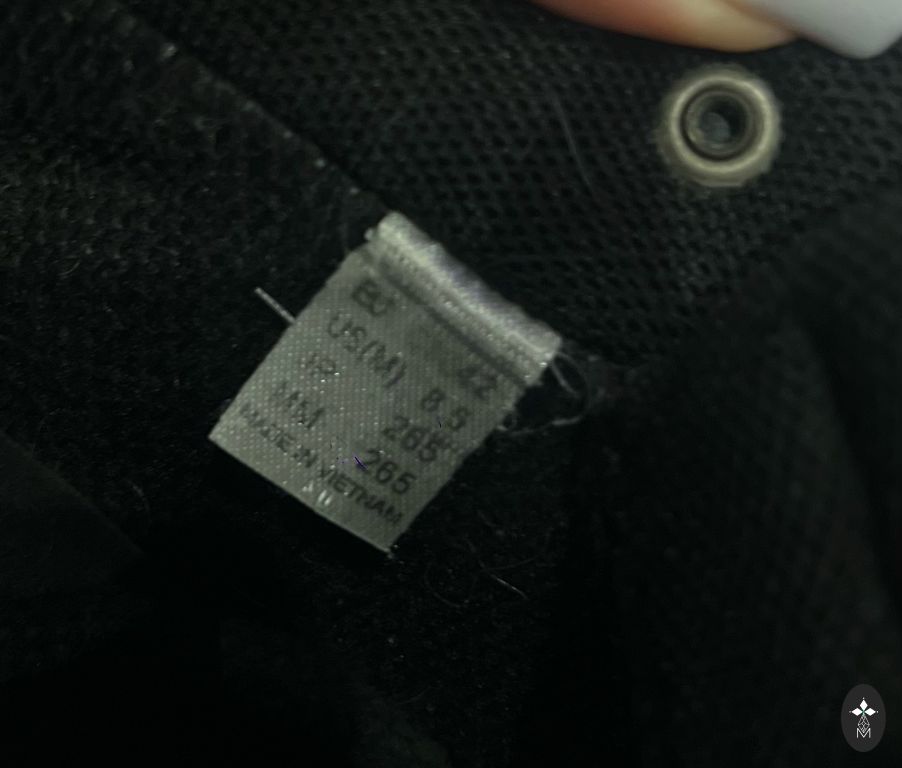 EU 42
US(M) 8.5
JP 265
MM 265
MADE IN VIETNAM
M